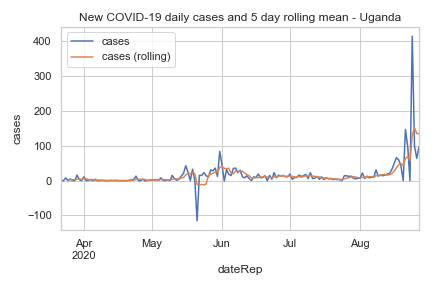 New COVID-19 daily cases and 5 day rolling mean - Uganda
cases
cases (rolling)
400
300
200
100
0
−100
cases
Apr
2020
May
Jun
Jul
Aug
dateRep